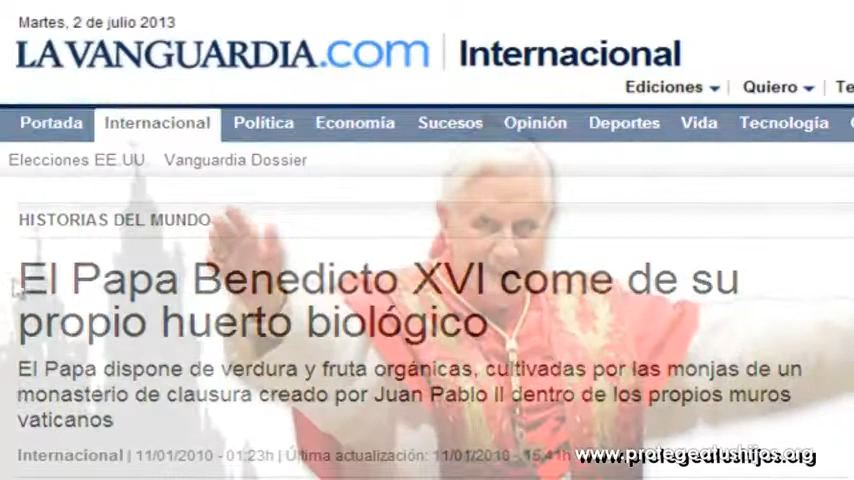 Martes, 2 de julio 2013
LAVANGUARDIA.com | Internacional
Ediciones | Quiero |
Portada Internacional Política Economía Sucesos Opinión Deportes Vida Tecnología
Elecciones EE.UU Vanguardia Dossier
HISTORIAS DEL MUNDO
El Papa Benedicto XVI come de su
propio huerto biológico
El Papa dispone de verdura y fruta orgánicas, cultivadas por las monjas de un
monasterio de clausura creado por Juan Pablo II dentro de los propios muros
vaticanos
Internacional | 11/01/2010 - 01:23h | Última actualización: 11/01/2010 - 15:41h
www.protegeatushijos.org